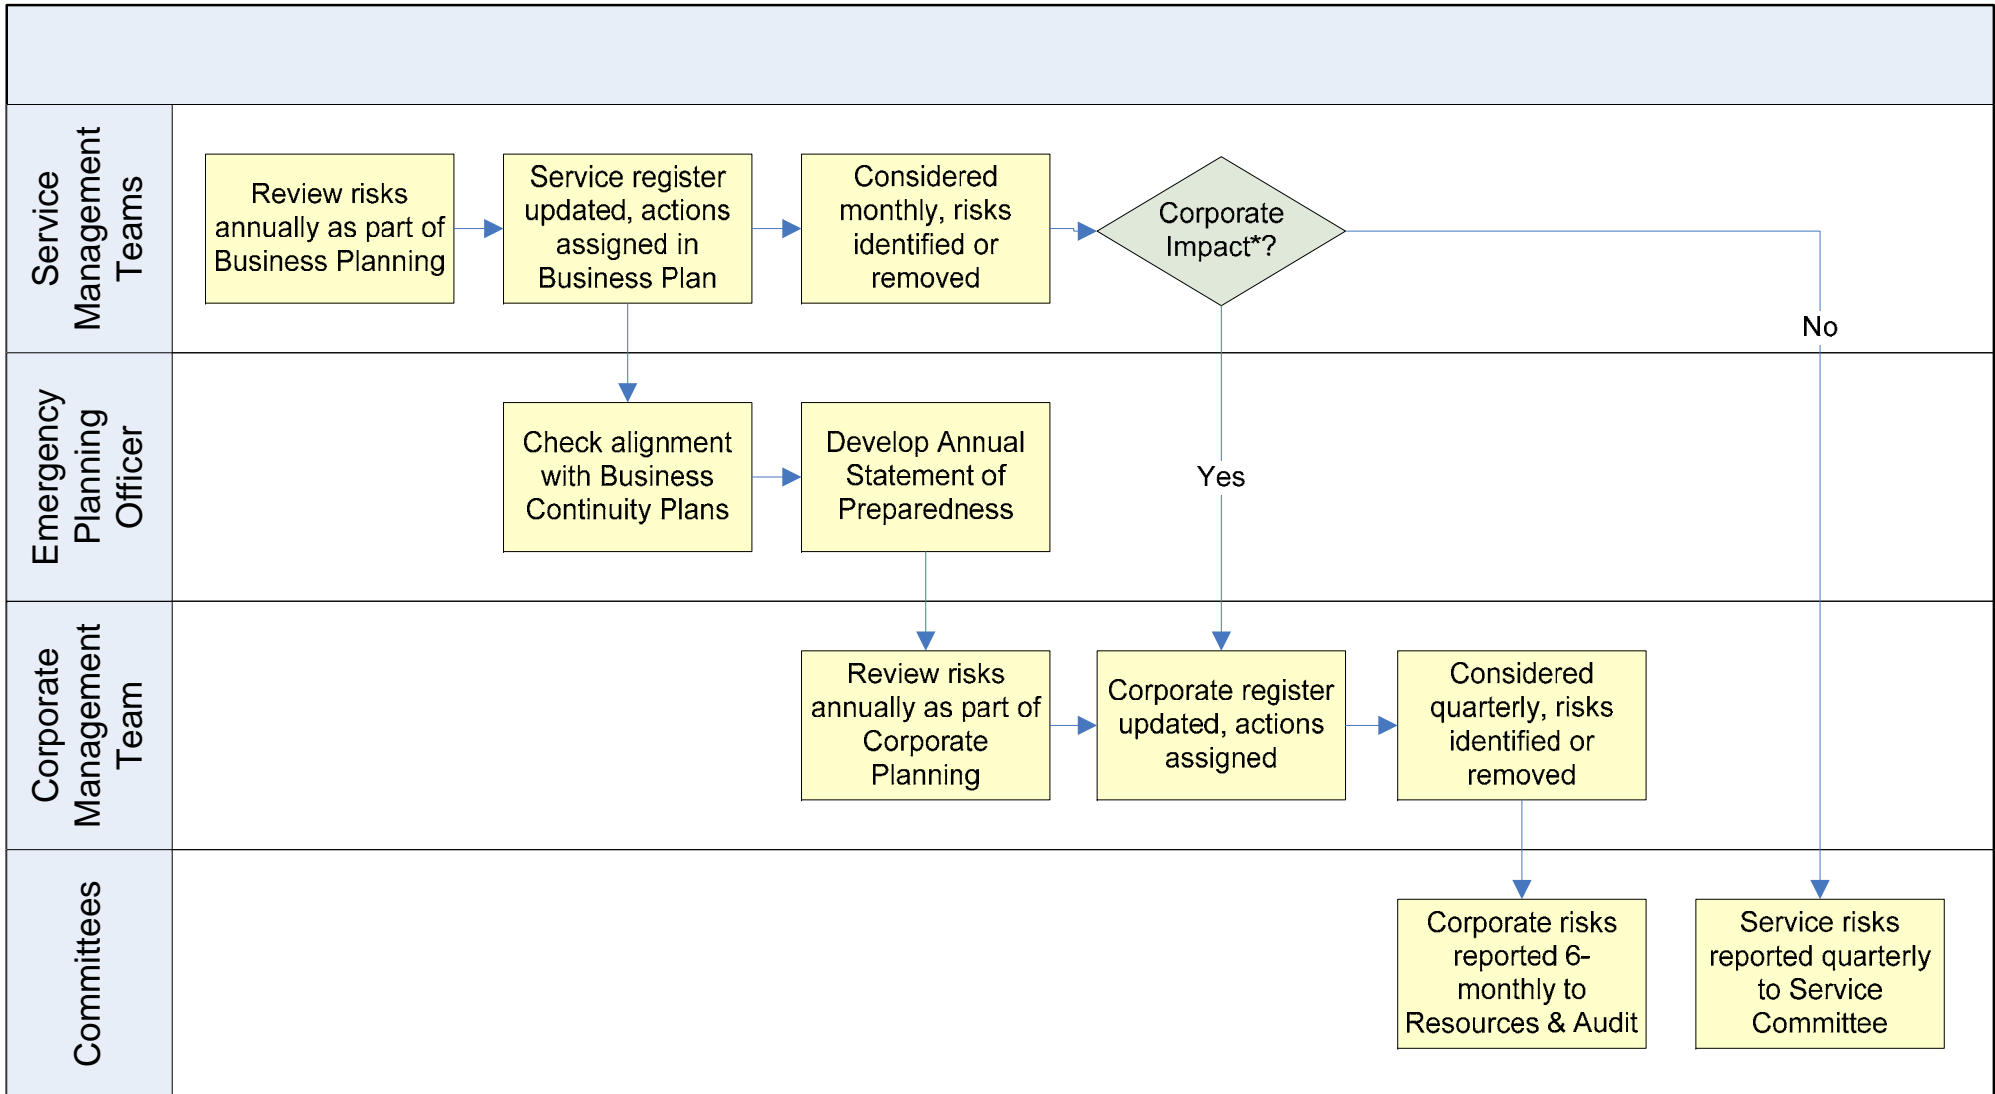 Service
Management
Teams
Review risks
annually as part of
Business Planning
Service register
updated, actions
assigned in
Business Plan
Considered
monthly, risks
identified or
removed
Corporate
Impact*?
No
Emergency
Planning
Officer
Check alignment
with Business
Continuity Plans
Develop Annual
Statement of
Preparedness
Yes
Corporate
Management
Team
Review risks
annually as part of
Corporate
Planning
Corporate register
updated, actions
assigned
Considered
quarterly, risks
identified or
removed
Committees
Corporate risks
reported 6-
monthly to
Resources & Audit
Service risks
reported quarterly
to Service
Committee